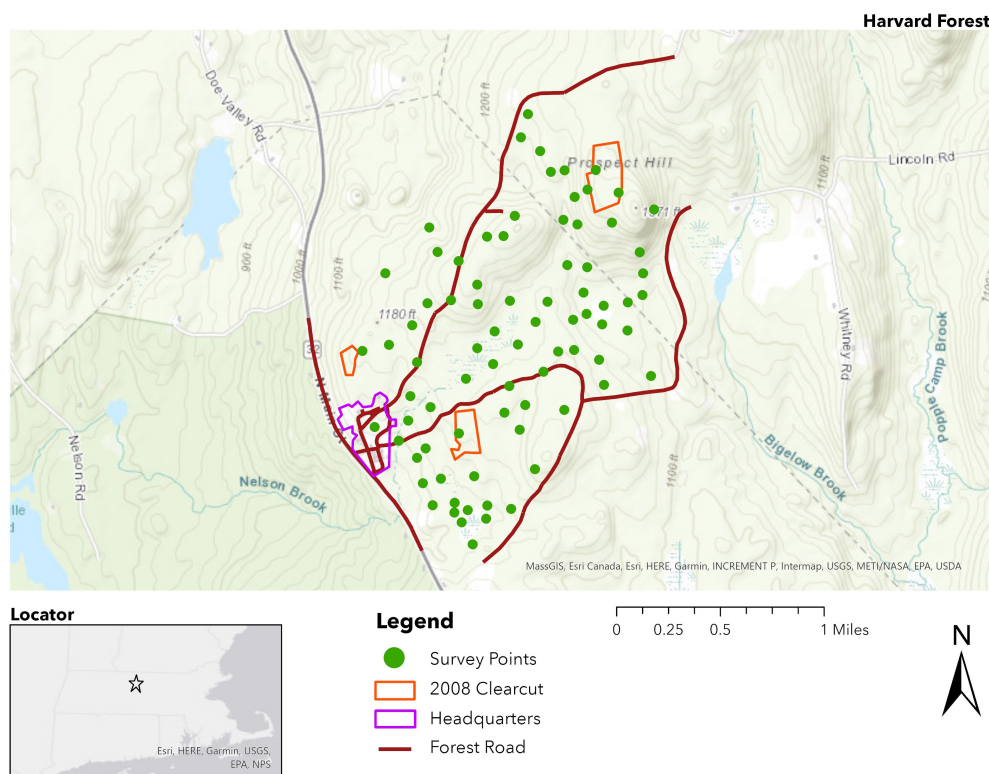 Harvard Forest
Doe Valley Rd
1200 ft
Prospect Hill
1100 ft
Lincoln Rd
900 ft
1000 ft
1100 ft
1180 ft
N Main St
Nelson Rd
Nelson Brook
1100 ft
Whitney Rd
Bigelow Brook
Popple Camp Brook
MassGIS, Esri Canada, Esri, HERE, Garmin, INCREMENT P, Intermap, USGS, METI/NASA, EPA, USDA
Locator
Esri, HERE, Garmin, USGS,
EPA, NPS
Legend
Survey Points
2008 Clearcut
Headquarters
Forest Road
0 0.25 0.5 1 Miles
N